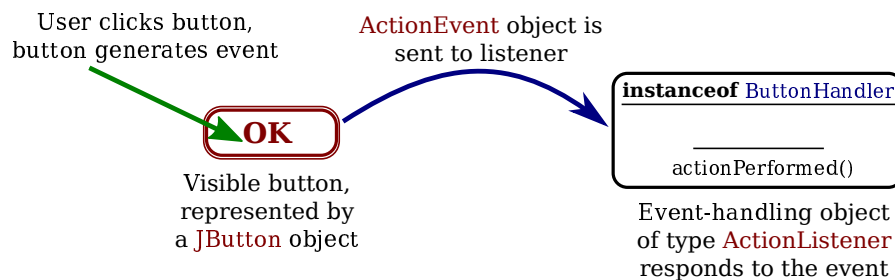 User clicks button,
button generates event
ActionEvent object is
sent to listener
OK
Visible button,
represented by
a JButton object
instanceof ButtonHandler
actionPerformed()
Event-handling object
of type ActionListener
responds to the event